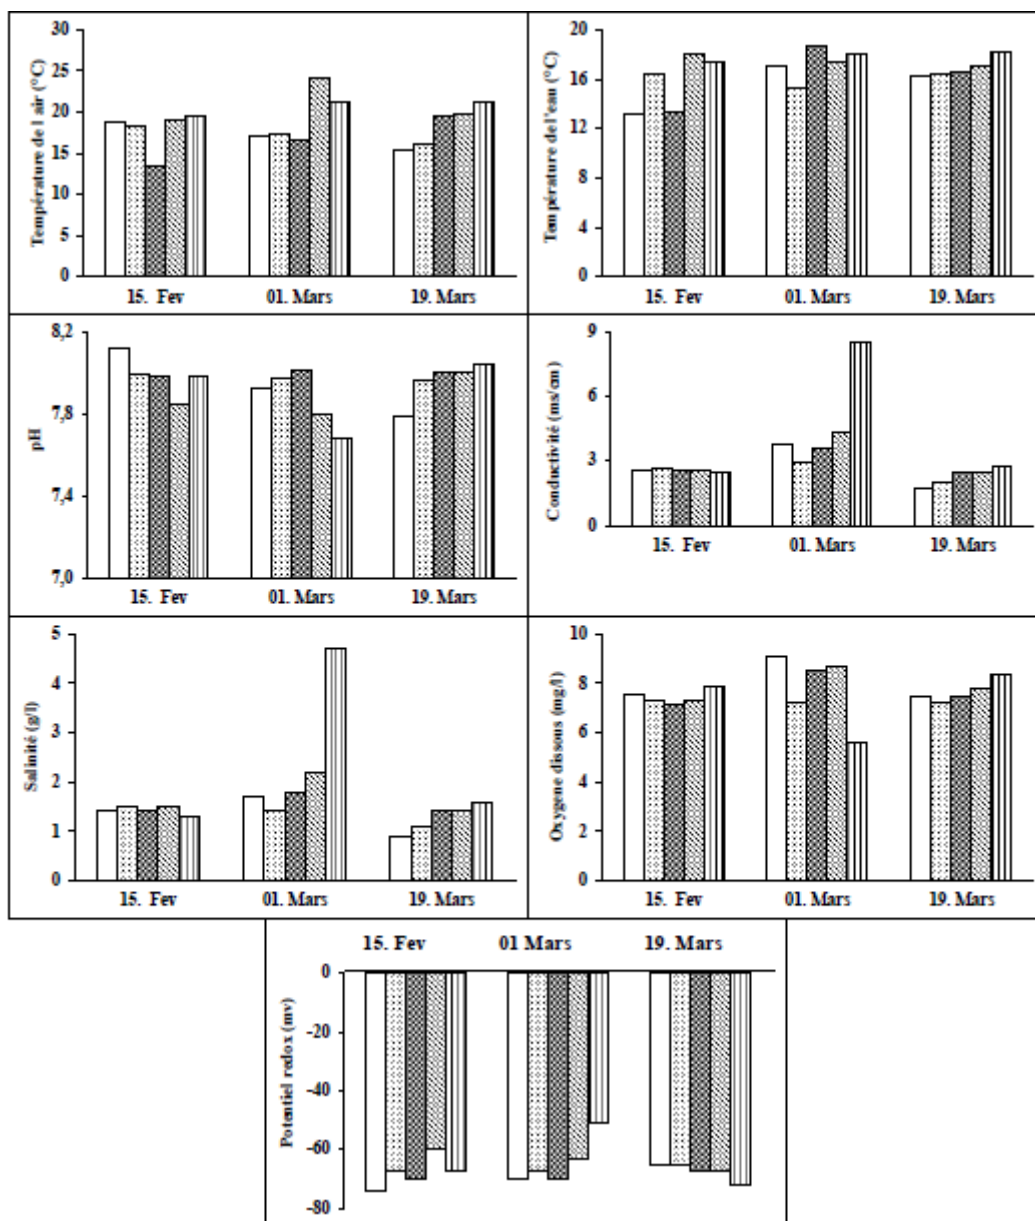 Température de l air (°C)
30
25
20
15
10
5
0
15. Fev
01. Mars
19. Mars
Température de l'eau (°C)
20
16
12
8
4
0
15. Fev
01. Mars
19. Mars
pH
8,2
7,8
7,4
7,0
15. Fev
01. Mars
19. Mars
Conductivité (ms/cm)
9
6
3
0
15. Fev
01. Mars
19. Mars
Salinité (g/l)
5
4
3
2
1
0
15. Fev
01. Mars
19. Mars
Oxygene dissous (mg/l)
10
8
6
4
2
0
15. Fev
01. Mars
19. Mars
15. Fev
01 Mars
19. Mars
Potentiel redox (mv)
0
-20
-40
-60
-80